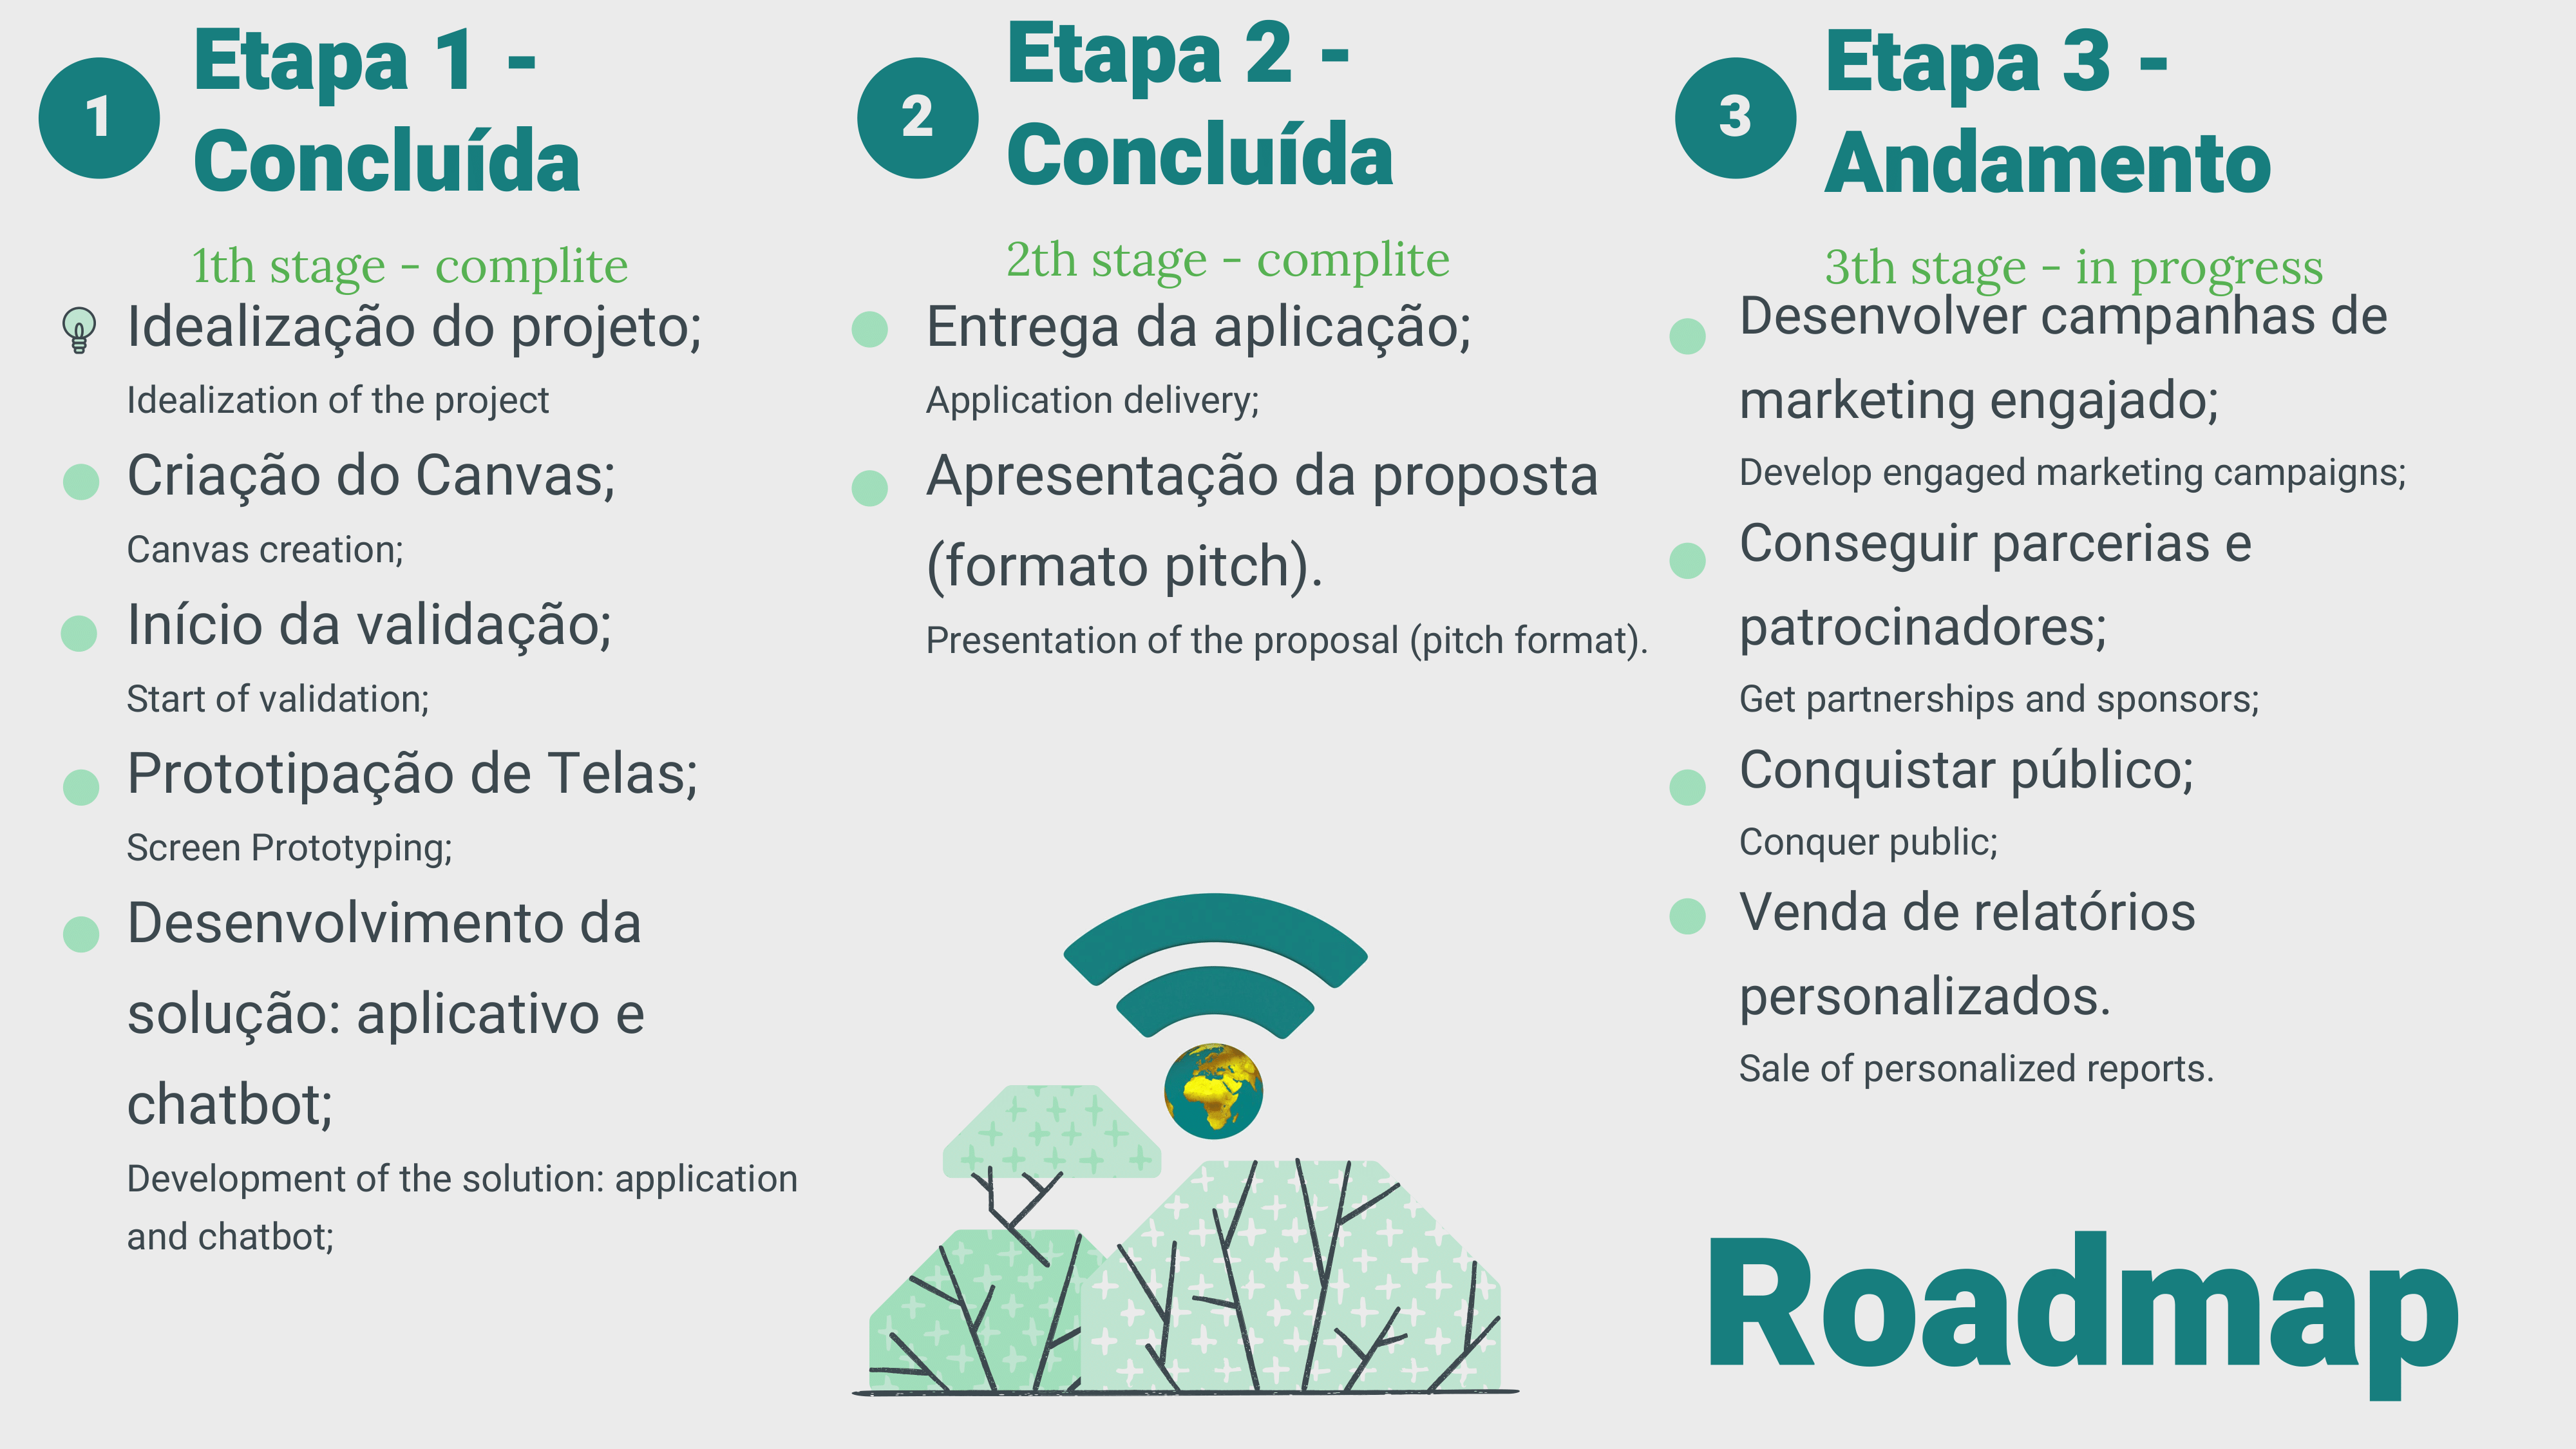 1
Etapa 1 -
Concluída
1th stage - complite
Idealização do projeto;
Idealization of the project
Criação do Canvas;
Canvas creation;
Início da validação;
Start of validation;
Prototipação de Telas;
Screen Prototyping;
Desenvolvimento da
solução: aplicativo e
chatbot;
Development of the solution: application
and chatbot;
2
Etapa 2 -
Concluída
2th stage - complite
Entrega da aplicação;
Application delivery;
Apresentação da proposta
(formato pitch).
Presentation of the proposal (pitch format).
3
Etapa 3 -
Andamento
3th stage - in progress
Desenvolver campanhas de
marketing engajado;
Develop engaged marketing campaigns;
Conseguir parcerias e
patrocinadores;
Get partnerships and sponsors;
Conquistar público;
Conquer public;
Venda de relatórios
personalizados.
Sale of personalized reports.
Roadmap